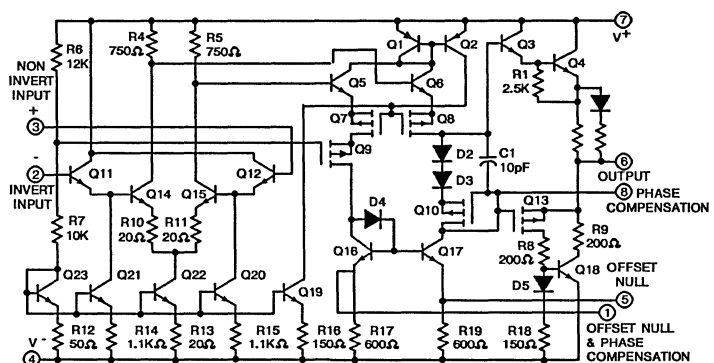 R6
12K
R4
750Ω
R5
750Ω
Q1
Q2
Q3
Q4
7
V+
R1
2.5K
NON
INVERT
INPUT
+
3
-
2
INVERT
INPUT
Q5
Q6
Q7
Q8
Q9
D2
D3
C1
10pF
6
OUTPUT
8
PHASE
COMPENSATION
Q11
Q14
Q15
Q12
Q10
Q13
R7
10K
R10
20Ω
R11
20Ω
D4
Q16
Q17
R8
200Ω
R9
200Ω
Q18
D5
OFFSET
NULL
5
1
Q23
Q21
Q22
Q20
Q19
V-
4
R12
50Ω
R14
1.1KΩ
R13
20Ω
R15
1.1KΩ
R16
150Ω
R17
600Ω
R19
600Ω
R18
150Ω
OFFSET NULL
& PHASE
COMPENSATION